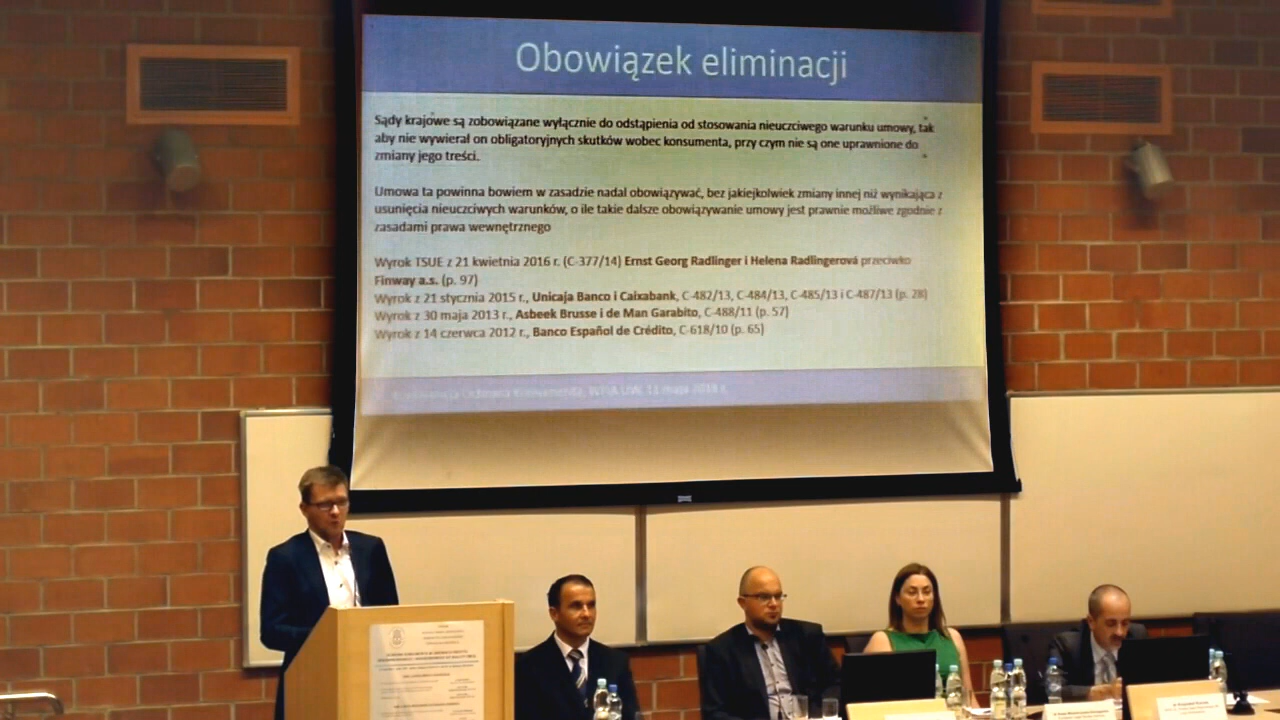 Obowiązek eliminacji
Sądy krajowe są zobowiązane wyłącznie do odstąpienia od stosowania nieuczciwego warunku umowy, tak
aby nie wywierał on obligatoryjnych skutków wobec konsumenta, przy czym nie są one uprawnione do
zmiany jego treści.
Umowa ta powinna bowiem w zasadzie nadal obowiązywać, bez jakiejkolwiek zmiany innej niż wynikająca z
usunięcia nieuczciwych warunków, o ile takie dalsze obowiązywanie umowy jest prawnie możliwe zgodnie z
zasadami prawa wewnętrznego
Wyrok TSUE z 21 kwietnia 2016 r. (C-377/14) Ernst Georg Radlinger i Helena Radlingerová przeciwko
Finway a.s. (p. 97)
Wyrok z 21 stycznia 2015 r., Unicaja Banco i Caixabank, C-482/13, C-484/13, C-485/13 i C-487/13 (p. 28)
Wyrok z 30 maja 2013 r., Asbeek Brusse i de Man Garabito, C-488/11 (p. 57)
Wyrok z 14 czerwca 2012 r., Banco Español de Crédito, C-618/10 (p. 65)